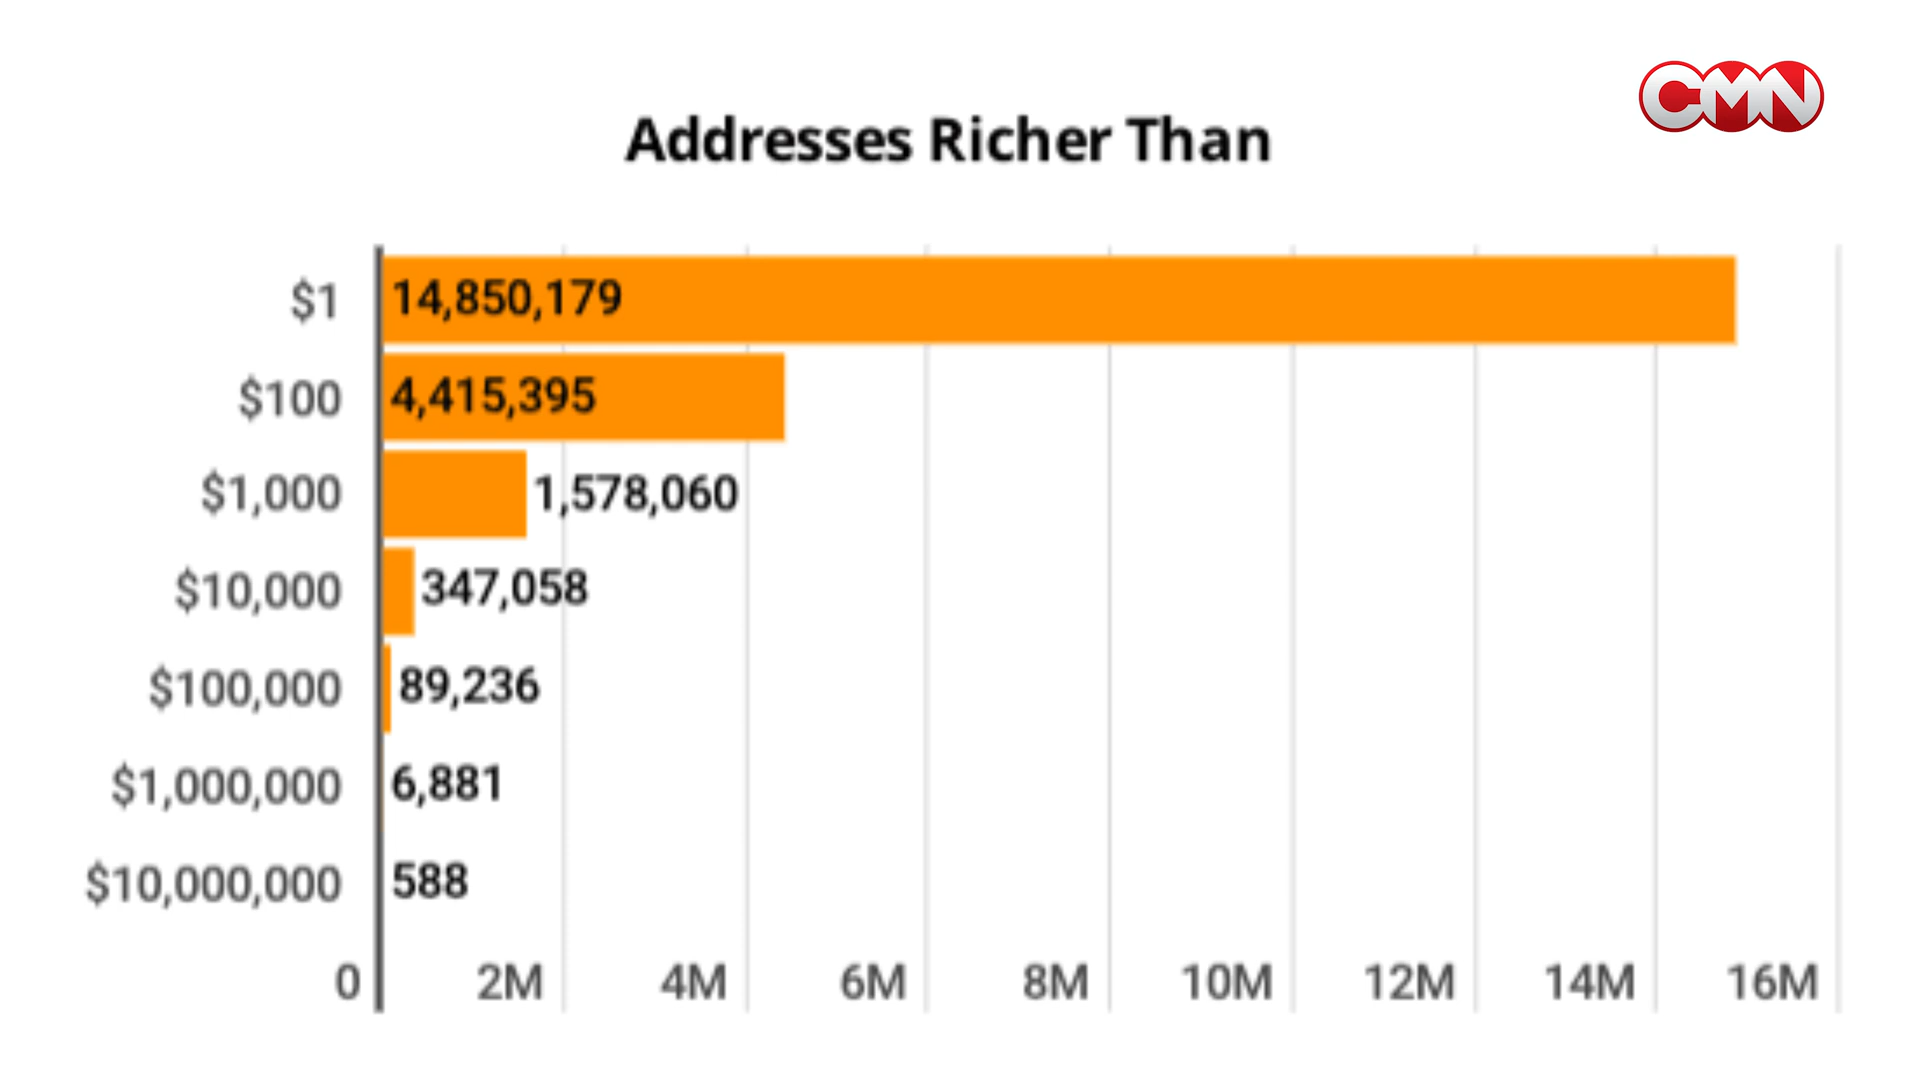 CMN
Addresses Richer Than
$1 14,850,179
$100 4,415,395
$1,000 1,578,060
$10,000 347,058
$100,000 89,236
$1,000,000 6,881
$10,000,000 588
0 2M 4M 6M 8M 10M 12M 14M 16M